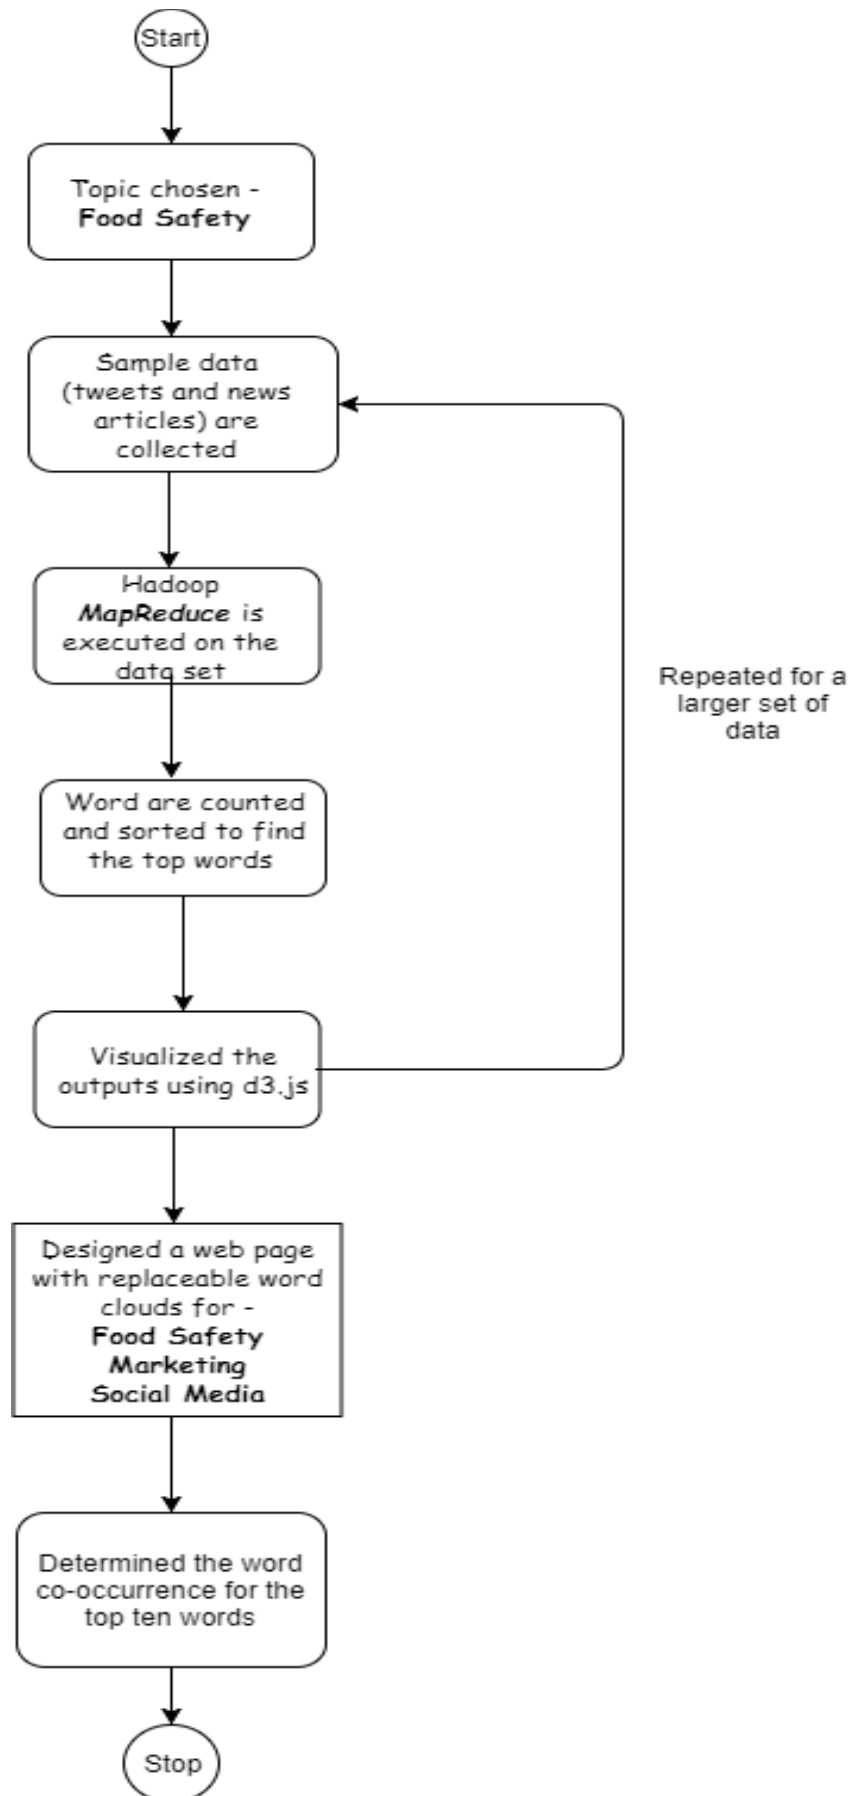 Start
Topic chosen -
Food Safety
Sample data
(tweets and news
articles) are
collected
Hadoop
MapReduce is
executed on the
data set
Repeated for a
larger set of
data
Word are counted
and sorted to find
the top words
Visualized the
outputs using d3.js
Designed a web page
with replaceable word
clouds for -
Food Safety
Marketing
Social Media
Determined the word
co-occurrence for the
top ten words
Stop